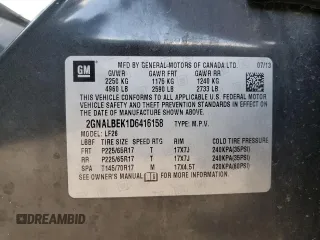 GM
MFD BY GENERAL MOTORS OF CANADA LTD. 07/13
GVWR GAWR FRT GAWR RR
2250 KG 1176 KG 1240 KG
4960 LB 2590 LB 2733 LB
THIS VEHICLE CONFORMS TO ALL APPLICABLE U.S. FEDERAL MOTOR
VEHICLE SAFETY, BUMPER, AND THEFT PREVENTION STANDARDS
IN EFFECT ON THE DATE OF MANUFACTURE SHOWN ABOVE.
2GNALBEK1D6416158 TYPE: M.P.V.
LF26
LBBF TIRE SIZE SPEED RTG RIM COLD TIRE PRESSURE
FRT P225/65R17 T 17X7J 240KPA(35PSI)
RR P225/65R17 T 17X7J 240KPA(35PSI)
SPA T145/70R17 M 17X4.5T 420KPA(60PSI)
SEE OWNER'S MANUAL FOR ADDITIONAL INFORMATION.